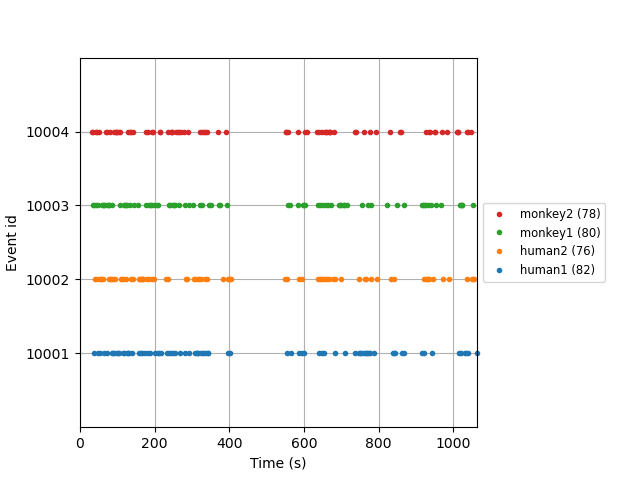 10004
10003
10002
10001
Event id
0 200 400 600 800 1000
Time (s)
monkey2 (78)
monkey1 (80)
human2 (76)
human1 (82)